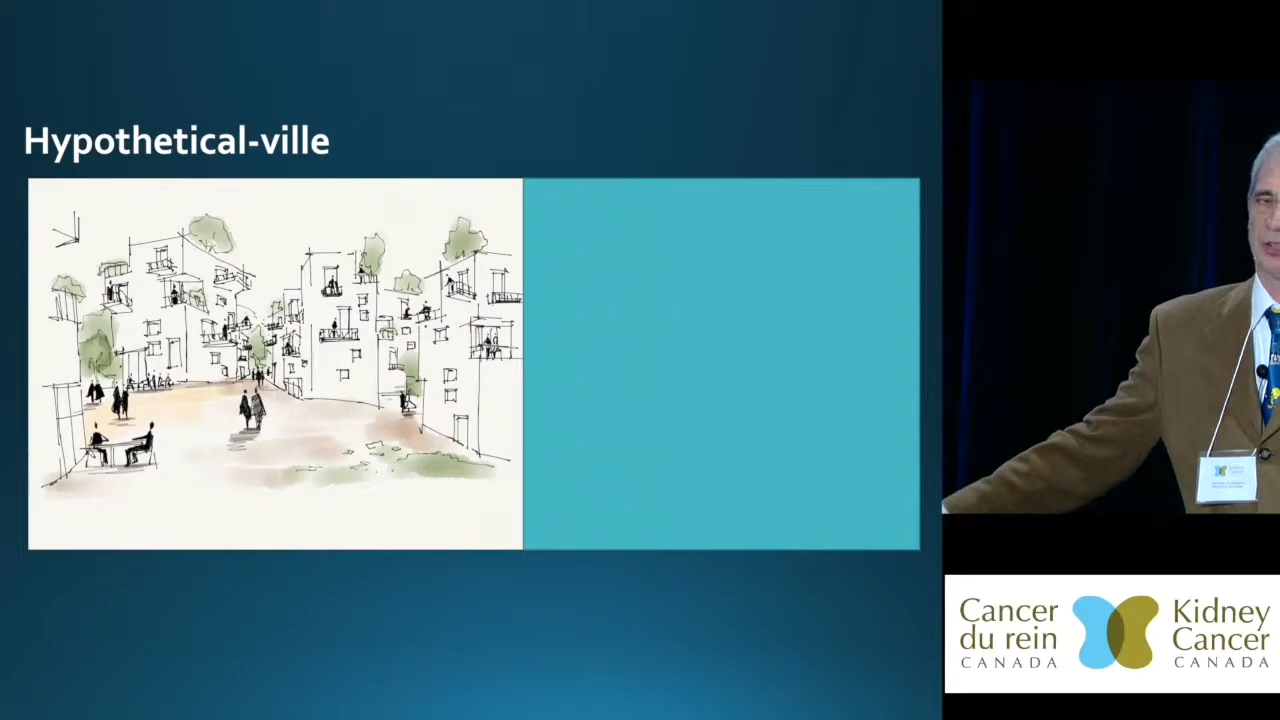 Hypothetical-ville
Cancer
du rein
CANADA
Kidney
Cancer
CANADA